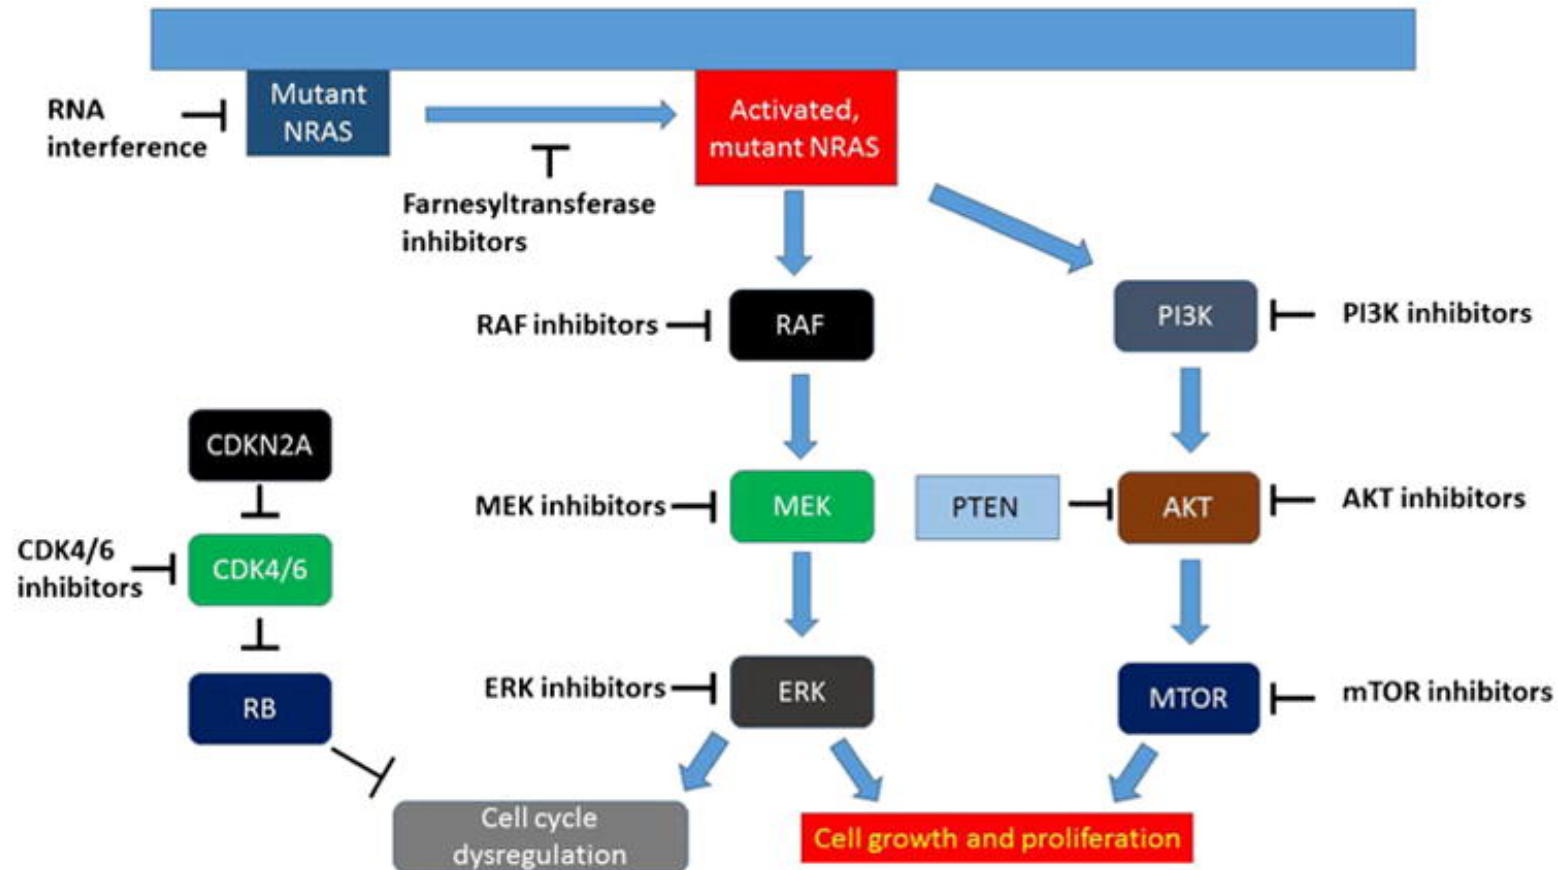 RNA
interference
Mutant
NRAS
Activated,
mutant NRAS
Farnesyltransferase
inhibitors
RAF inhibitors
RAF
PI3K
PI3K inhibitors
CDKN2A
MEK inhibitors
MEK
PTEN
AKT
AKT inhibitors
CDK4/6
inhibitors
CDK4/6
RB
ERK inhibitors
ERK
MTOR
mTOR inhibitors
Cell cycle
dysregulation
Cell growth and proliferation